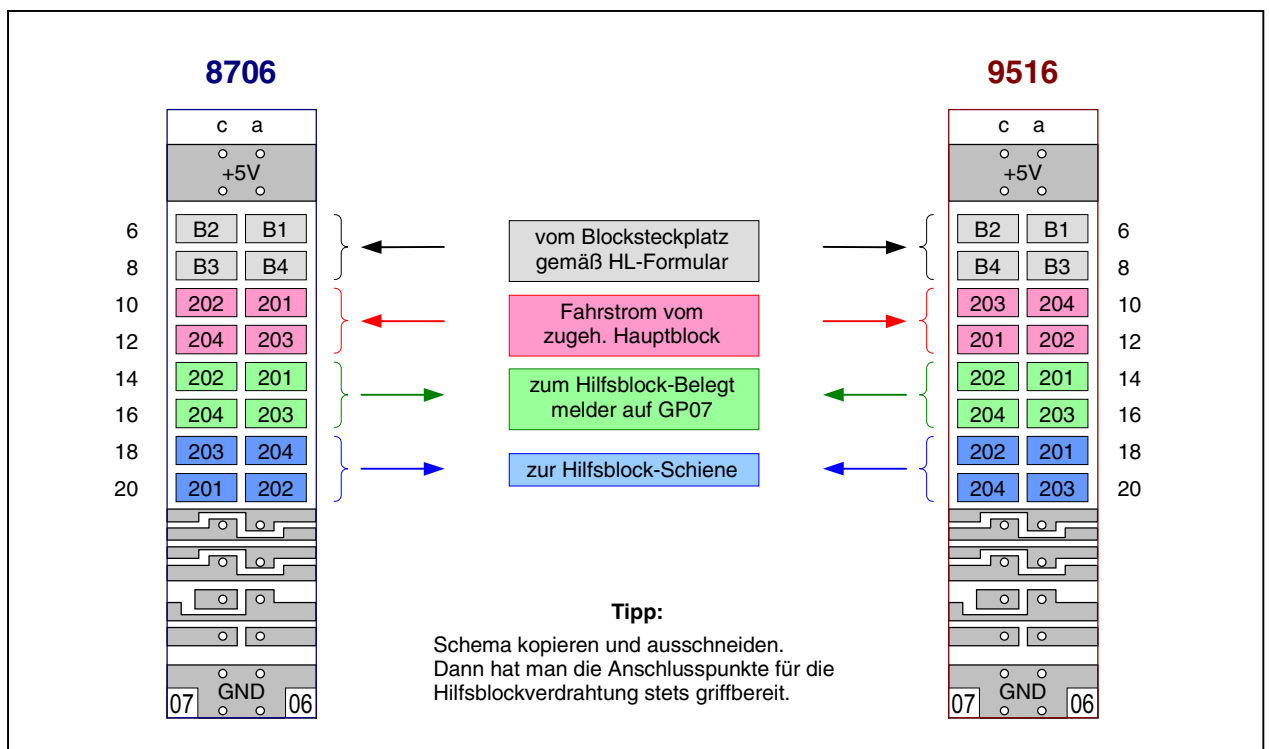 8706 9516
c a c a
+5V +5V
6 B2 B1 vom Blocksteckplatz B2 B1 6
8 B3 B4 gemäß HL-Formular B4 B3 8
10 202 201 Fahrstrom vom 203 204 10
12 204 203 zugeh. Hauptblock 201 202 12
14 202 201 zum Hilfsblock-Belegt 202 201 14
16 204 203 melder auf GP07 204 203 16
18 203 204 zur Hilfsblock-Schiene 202 201 18
20 201 202 204 203 20
Tipp:
Schema kopieren und ausschneiden.
Dann hat man die Anschlusspunkte für die
Hilfsblockverdrahtung stets griffbereit.
07 GND 06 07 GND 06